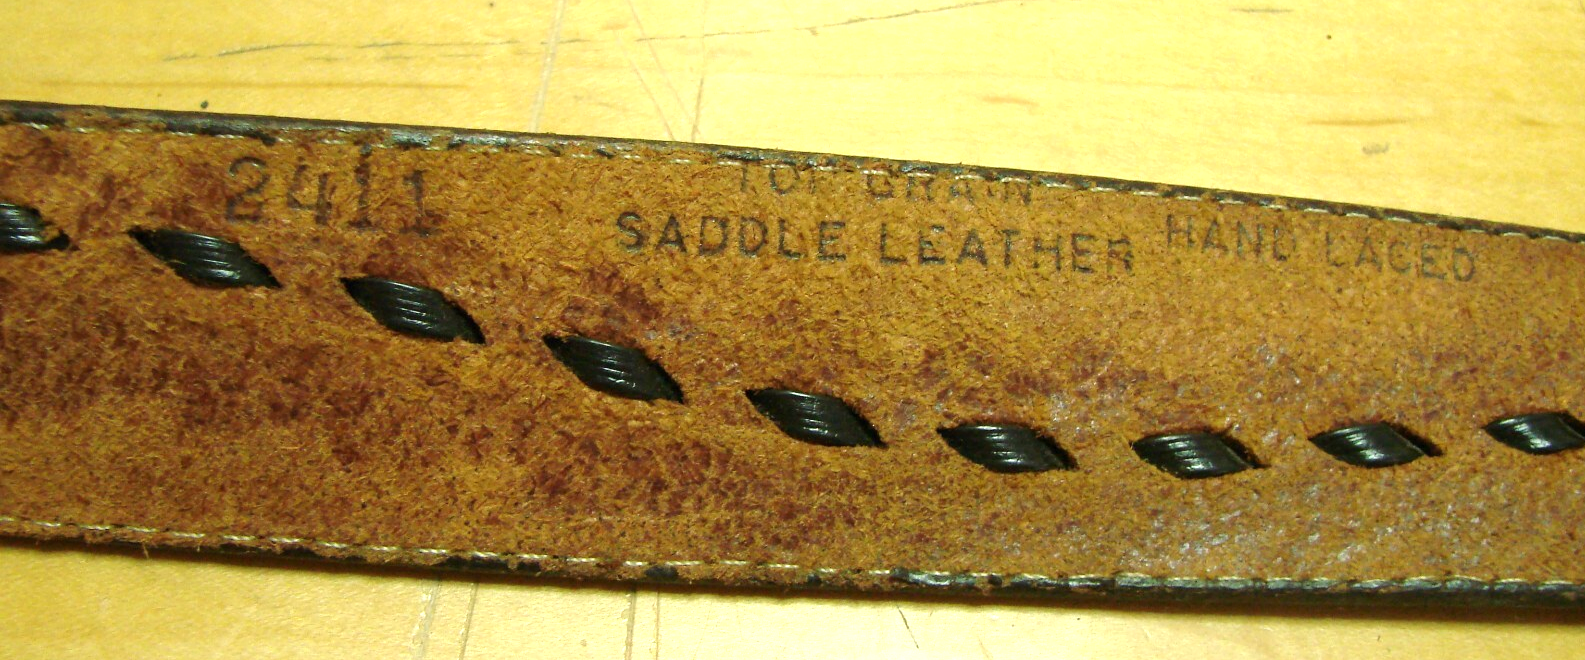 2411
TOP GRAIN
SADDLE LEATHER
HAND LACED